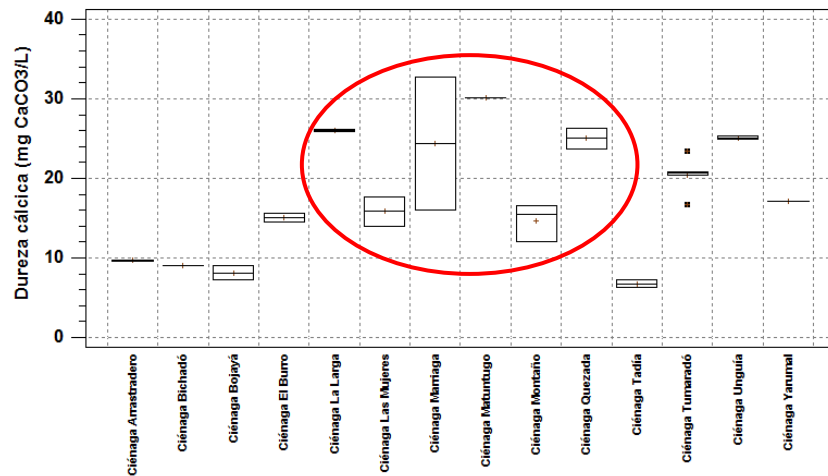 Dureza cálcica (mg CaCO3/L)
40
30
20
10
0
Ciénaga Arrastradero
Ciénaga Bichadó
Ciénaga Bojayá
Ciénaga El Burro
Ciénaga La Larga
Ciénaga Las Mujeres
Ciénaga Marriaga
Ciénaga Matuntugo
Ciénaga Montaño
Ciénaga Quezada
Ciénaga Tadía
Ciénaga Tumaradó
Ciénaga Unguía
Ciénaga Yarumal